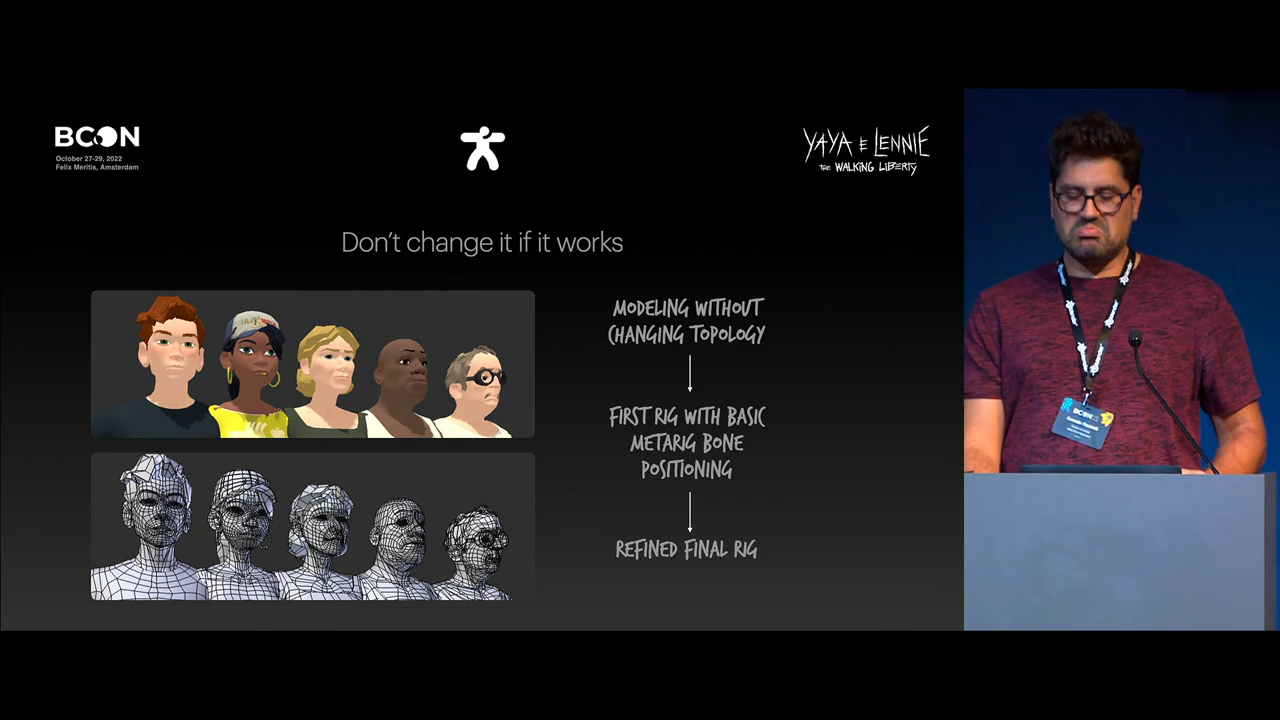 BCON
October 27-29, 2022
Felix Meritis, Amsterdam
YAYA E LENNIE
THE WALKING LIBERTY
Don't change it if it works
MODELING WITHOUT
CHANGING TOPOLOGY
FIRST RIG WITH BASIC
METARIG BONE
POSITIONING
REFINED FINAL RIG
BCON